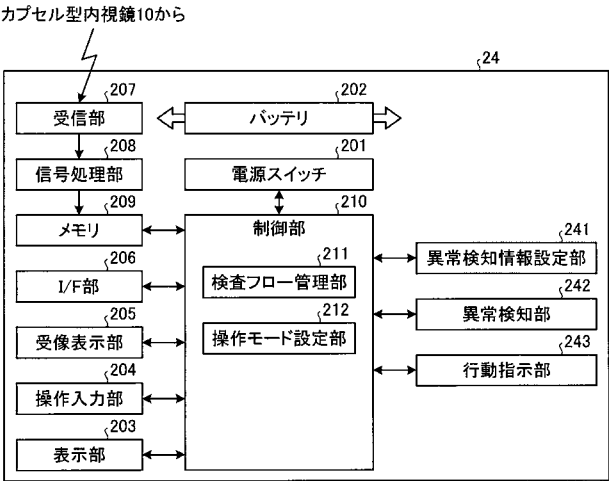 カプセル型内視鏡10から
24
207
受信部
202
バッテリ
208
信号処理部
201
電源スイッチ
209
メモリ
210
制御部
211
検査フロー管理部
212
操作モード設定部
206
I/F部
205
受像表示部
204
操作入力部
203
表示部
241
異常検知情報設定部
242
異常検知部
243
行動指示部